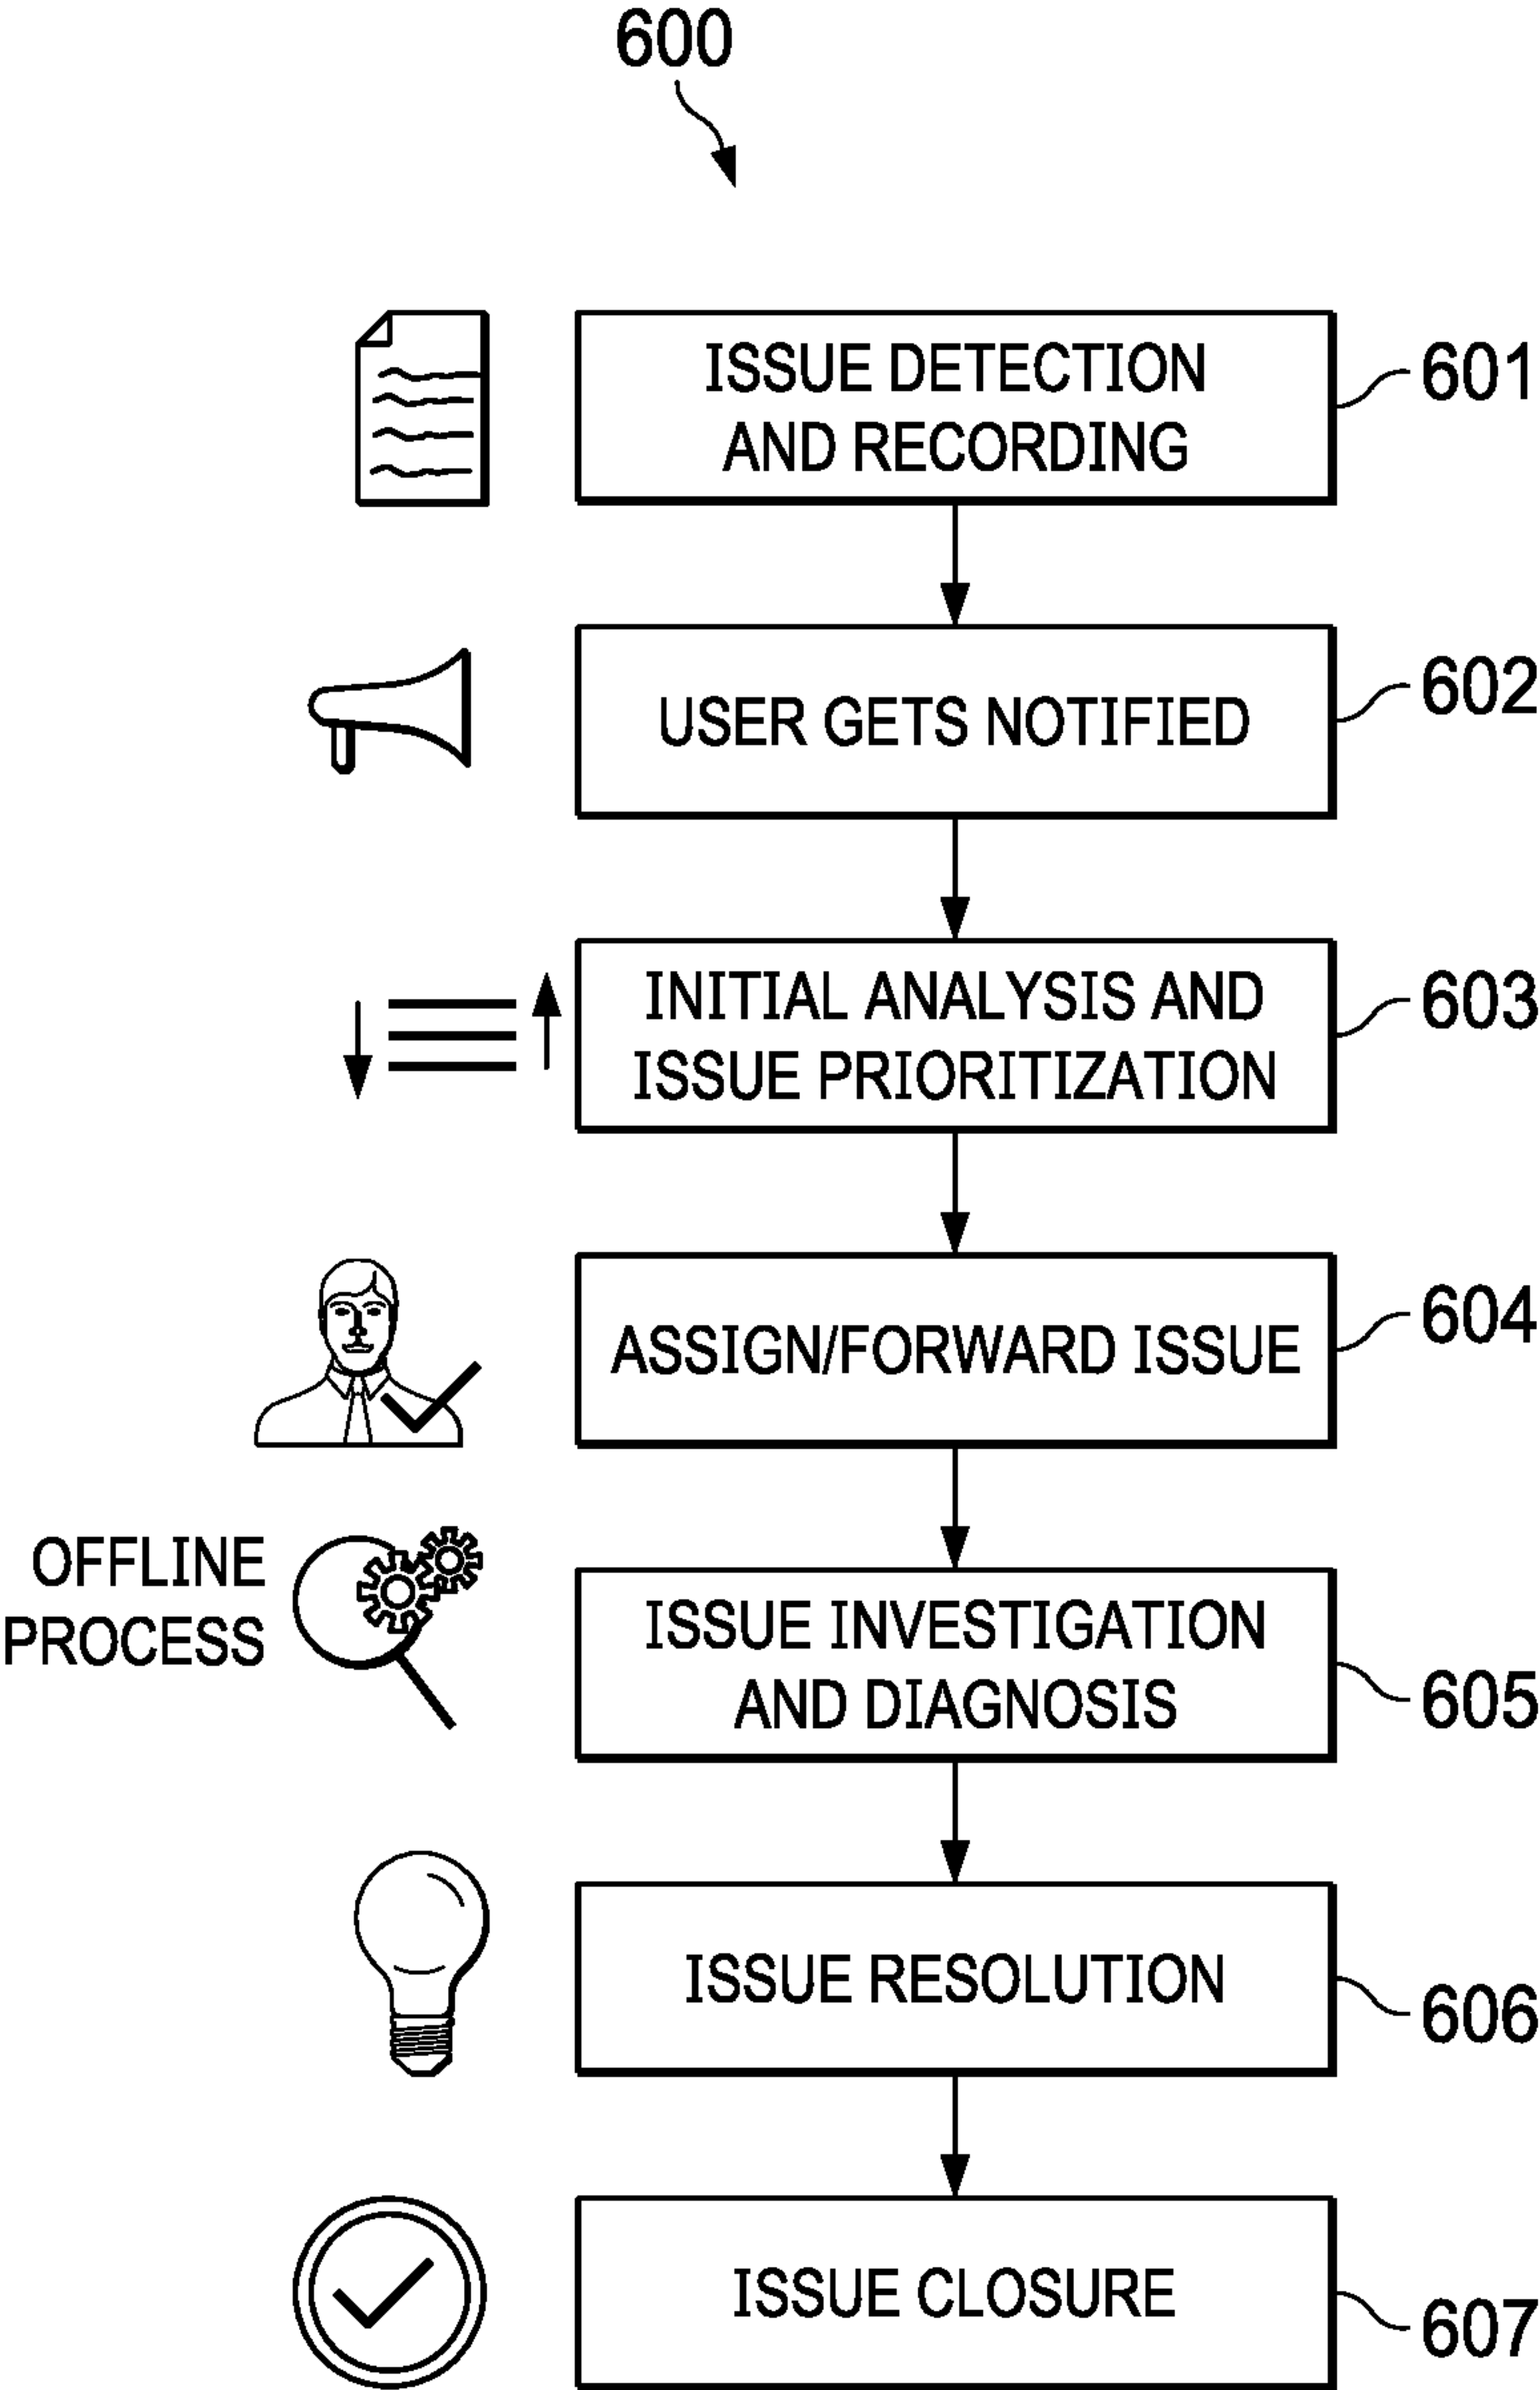 600
ISSUE DETECTION
AND RECORDING
601
USER GETS NOTIFIED
602
INITIAL ANALYSIS AND
ISSUE PRIORITIZATION
603
ASSIGN/FORWARD ISSUE
604
OFFLINE
PROCESS
ISSUE INVESTIGATION
AND DIAGNOSIS
605
ISSUE RESOLUTION
606
ISSUE CLOSURE
607